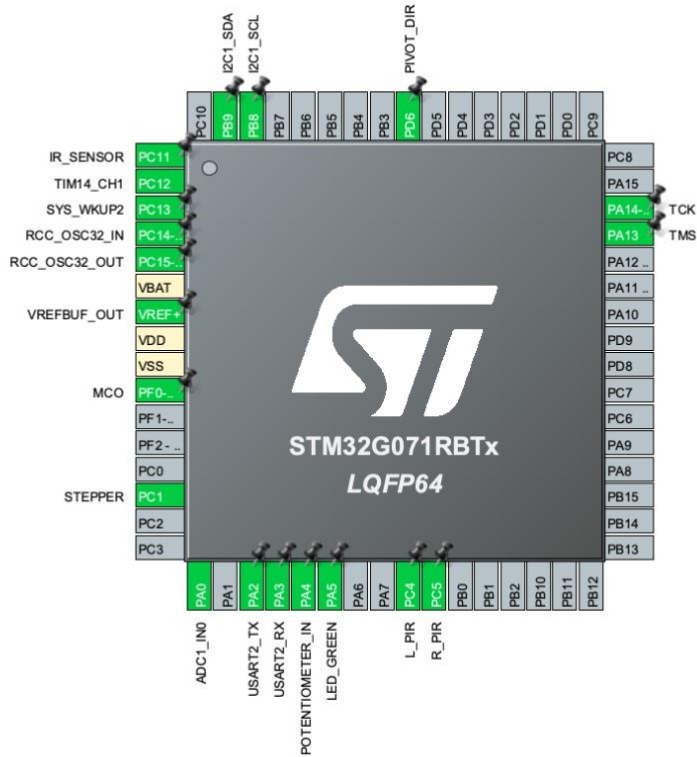 I2C1_SDA
I2C1_SCL
PIVOT_DIR
PC10
PB9
PB8
PB7
PB6
PB5
PB4
PB3
PD6
PD5
PD4
PD3
PD2
PD1
PD0
PC9
IR_SENSOR PC11
TIM14_CH1 PC12
SYS_WKUP2 PC13
RCC_OSC32_IN PC14-..
RCC_OSC32_OUT PC15-..
VBAT
VREFBUF_OUT VREF+
VDD
VSS
MCO PF0-..
PF1-..
PF2 - ..
PC0
STEPPER PC1
PC2
PC3
ST
STM32G071RBTx
LQFP64
PC8
PA15
PA14-.. TCK
PA13 TMS
PA12 ..
PA11 ..
PA10
PD9
PD8
PC7
PC6
PA9
PA8
PB15
PB14
PB13
PA0
PA1
PA2
PA3
PA4
PA5
PA6
PA7
PC4
PC5
PB0
PB1
PB2
PB10
PB11
PB12
ADC1_IN0
USART2_TX
USART2_RX
POTENTIOMETER_IN
LED_GREEN
L_PIR
R_PIR